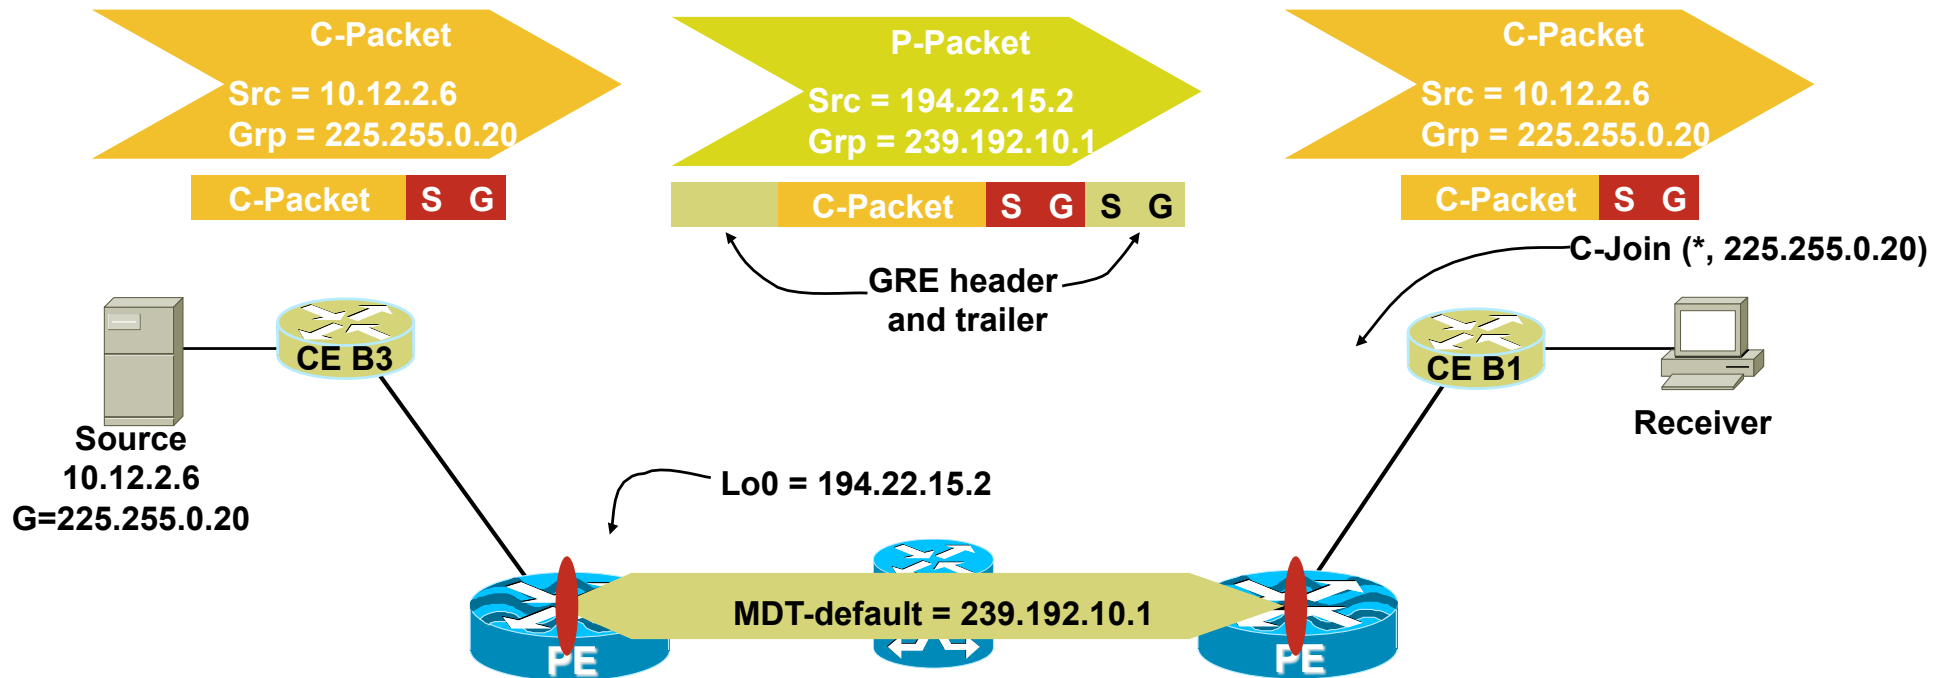 C-Packet
Src = 10.12.2.6
Grp = 225.255.0.20
P-Packet
Src = 194.22.15.2
Grp = 239.192.10.1
C-Packet
Src = 10.12.2.6
Grp = 225.255.0.20
C-Packet S G
C-Packet S G S G
C-Packet S G
GRE header
and trailer
C-Join (*, 225.255.0.20)
CE B3
CE B1
Source
10.12.2.6
G=225.255.0.20
Receiver
Lo0 = 194.22.15.2
MDT-default = 239.192.10.1
PE
PE